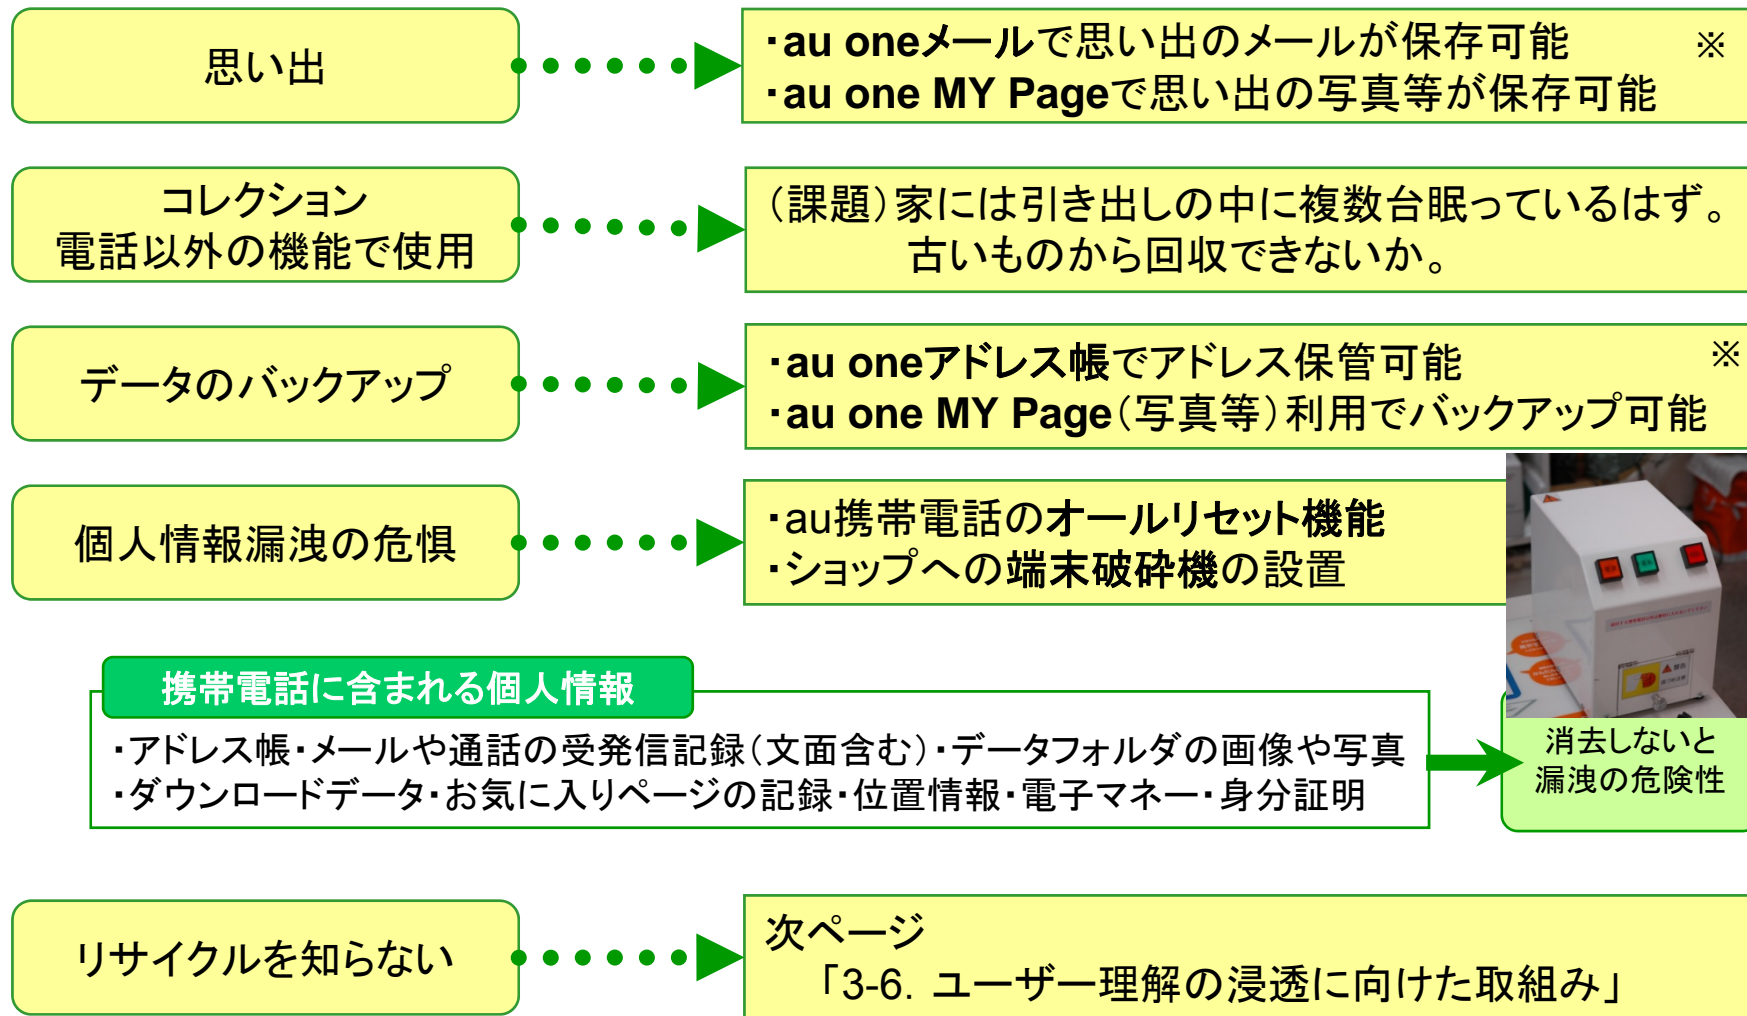 思い出
・au oneメールで思い出のメールが保存可能 ※
・au one MY Pageで思い出の写真等が保存可能
コレクション
電話以外の機能で使用
（課題）家には引き出しの中に複数台眠っているはず。
古いものから回収できないか。
データのバックアップ
・au oneアドレス帳でアドレス保管可能 ※
・au one MY Page（写真等）利用でバックアップ可能
個人情報漏洩の危惧
・au携帯電話のオールリセット機能
・ショップへの端末破砕機の設置
携帯電話に含まれる個人情報
・アドレス帳・メールや通話の受発信記録（文面含む）・データフォルダの画像や写真
・ダウンロードデータ・お気に入りページの記録・位置情報・電子マネー・身分証明
消去しないと
漏洩の危険性
リサイクルを知らない
次ページ
「3-6. ユーザー理解の浸透に向けた取組み」